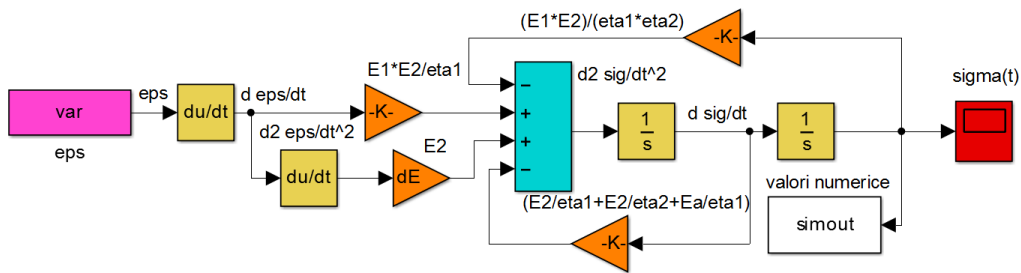 (E1*E2)/(eta1*eta2)
-K-
E1*E2/eta1
d2 sig/dt^2
sigma(t)
var
eps
du/dt
d eps/dt
-K-
−
+
+
−
1
s
d sig/dt
1
s
eps
d2 eps/dt^2
E2
du/dt
dE
valori numerice
simout
(E2/eta1+E2/eta2+Ea/eta1)
-K-